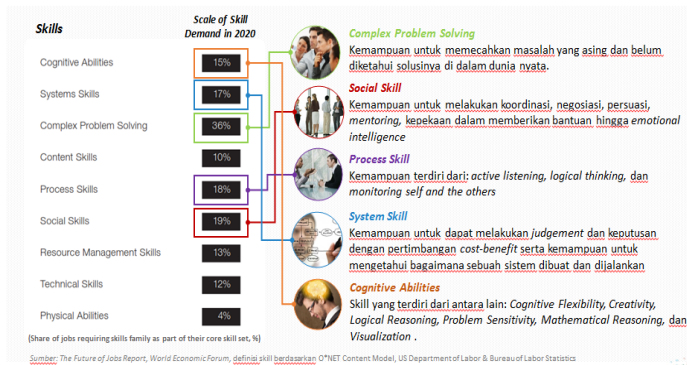 Skills
Scale of Skill
Demand in 2020
Cognitive Abilities 15%
Systems Skills 17%
Complex Problem Solving 36%
Content Skills 10%
Process Skills 18%
Social Skills 19%
Resource Management Skills 13%
Technical Skills 12%
Physical Abilities 4%
(Share of jobs requiring skills family as part of their core skill set, %)
Complex Problem Solving
Kemampuan untuk memecahkan masalah yang asing dan belum
diketahui solusinya di dalam dunia nyata.
Social Skill
Kemampuan untuk melakukan koordinasi, negosiasi, persuasi,
mentoring, kepekaan dalam memberikan bantuan hingga emotional
intelligence
Process Skill
Kemampuan terdiri dari: active listening, logical thinking, dan
monitoring self and the others
System Skill
Kemampuan untuk dapat melakukan judgement dan keputusan
dengan pertimbangan cost-benefit serta kemampuan untuk
mengetahui bagaimana sebuah sistem dibuat dan dijalankan
Cognitive Abilities
Skill yang terdiri dari antara lain: Cognitive Flexibility, Creativity,
Logical Reasoning, Problem Sensitivity, Mathematical Reasoning, dan
Visualization .
Sumber: The Future of Jobs Report, World Economic Forum, definisi skill berdasarkan O*NET Content Model, US Department of Labor & Bureau of Labor Statistics